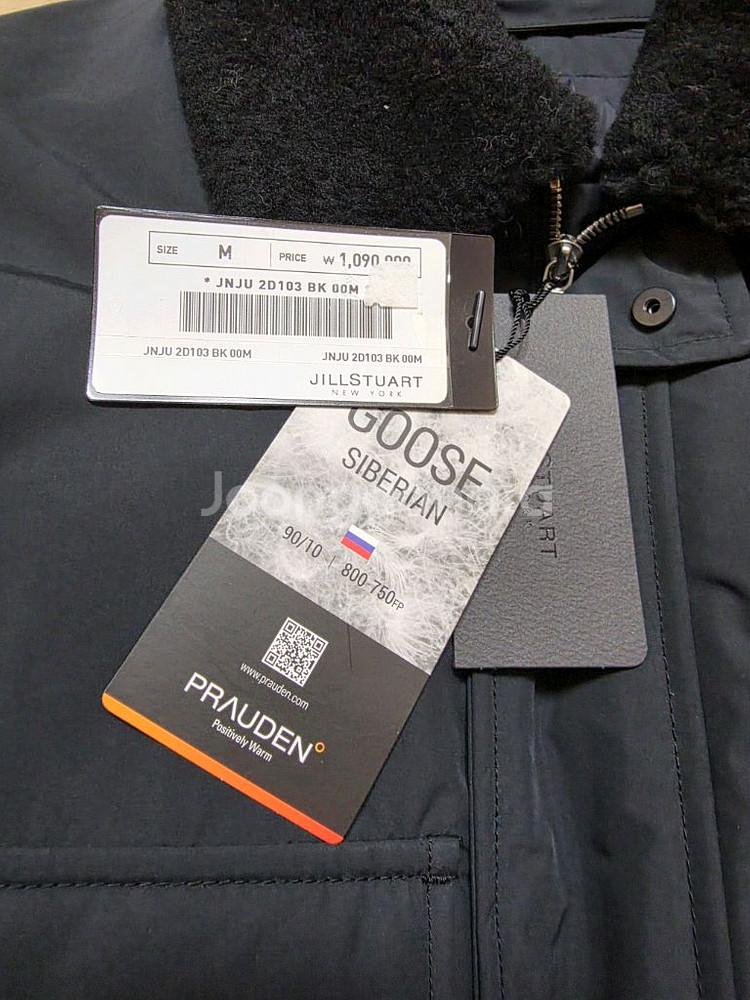 SIZE M PRICE ₩ 1,090,000
* JNJU 2D103 BK 00M
JNJU 2D103 BK 00M JNJU 2D103 BK 00M
JILLSTUART
NEW YORK
GOOSE
SIBERIAN
90/10 | 800-750FP
www.prauden.com
PRAUDEN
Positively Warm
START